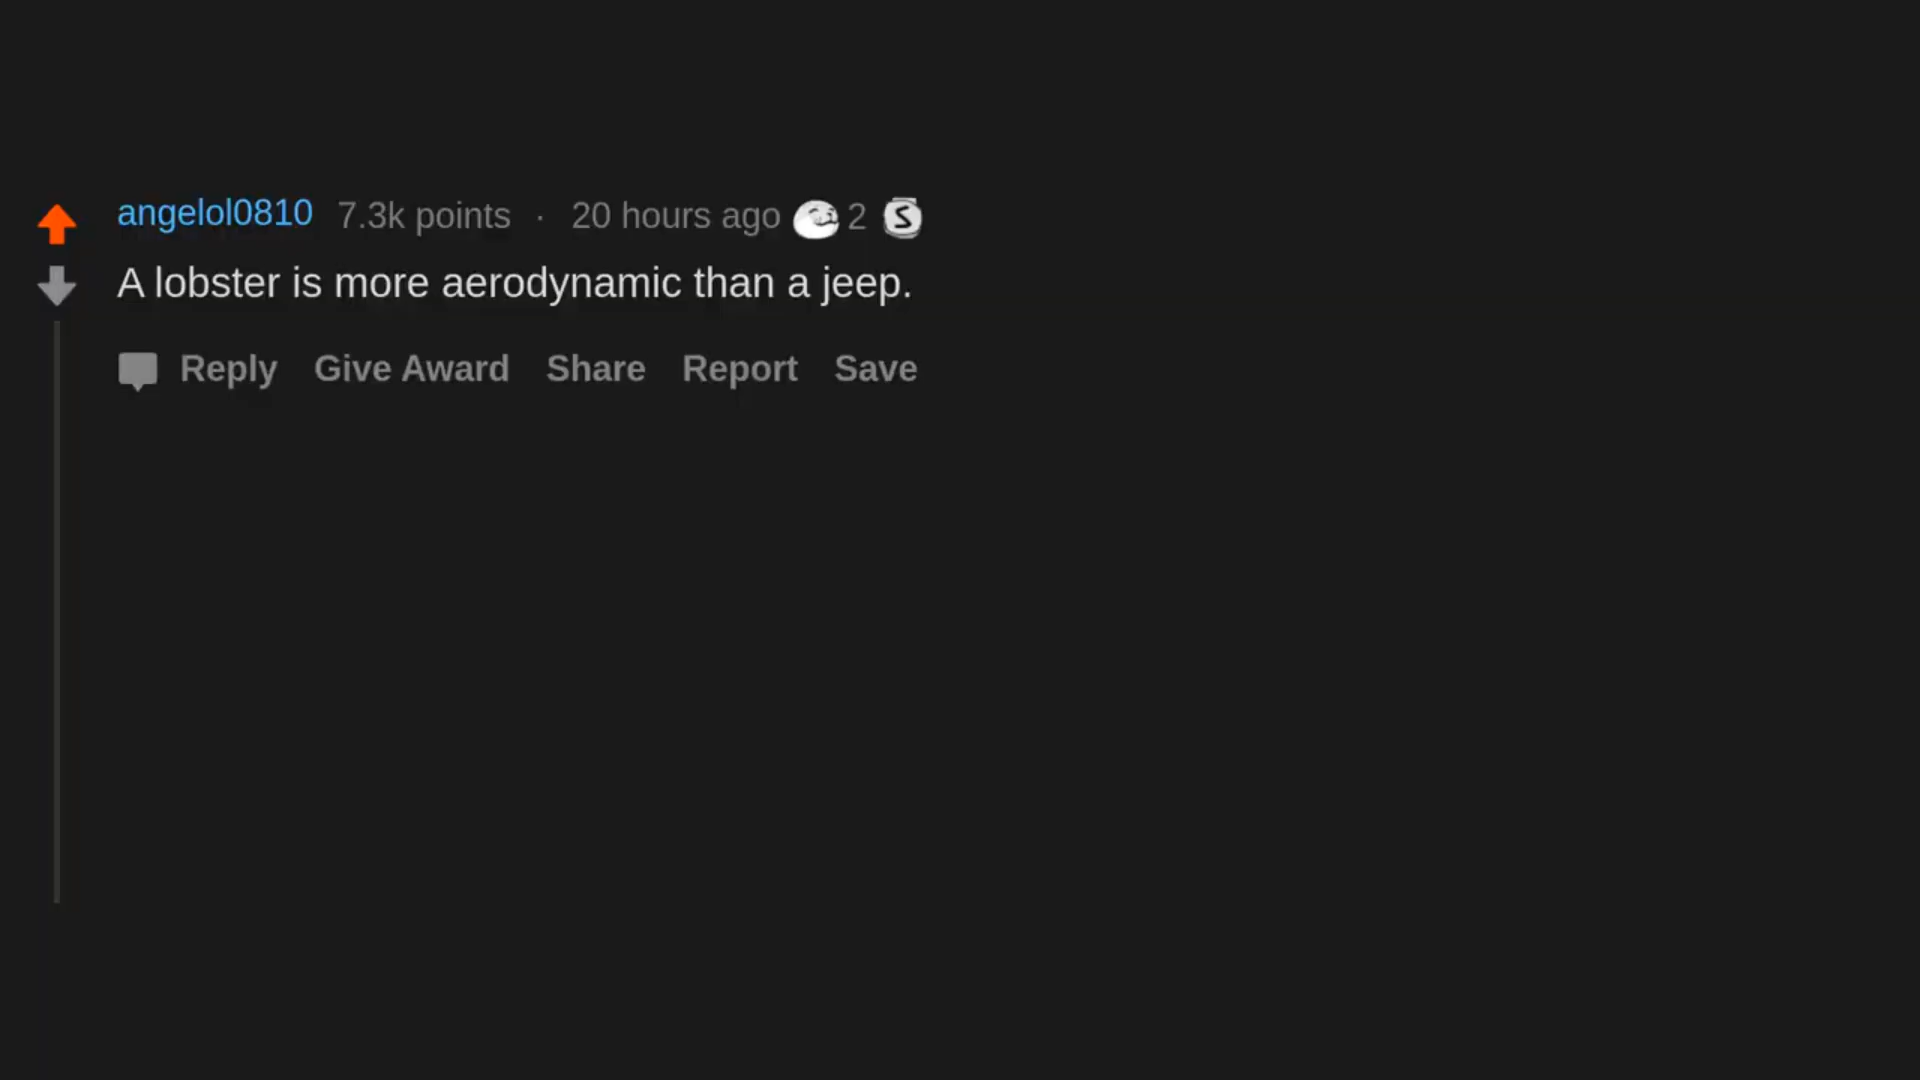 angelol0810 7.3k points · 20 hours ago 2 S
A lobster is more aerodynamic than a jeep.
Reply Give Award Share Report Save